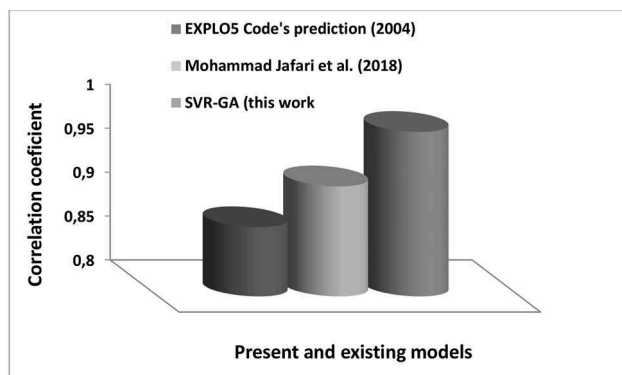 EXPLO5 Code's prediction (2004)
Mohammad Jafari et al. (2018)
SVR-GA (this work
1
0,95
0,9
0,85
0,8
Correlation coeficient
Present and existing models